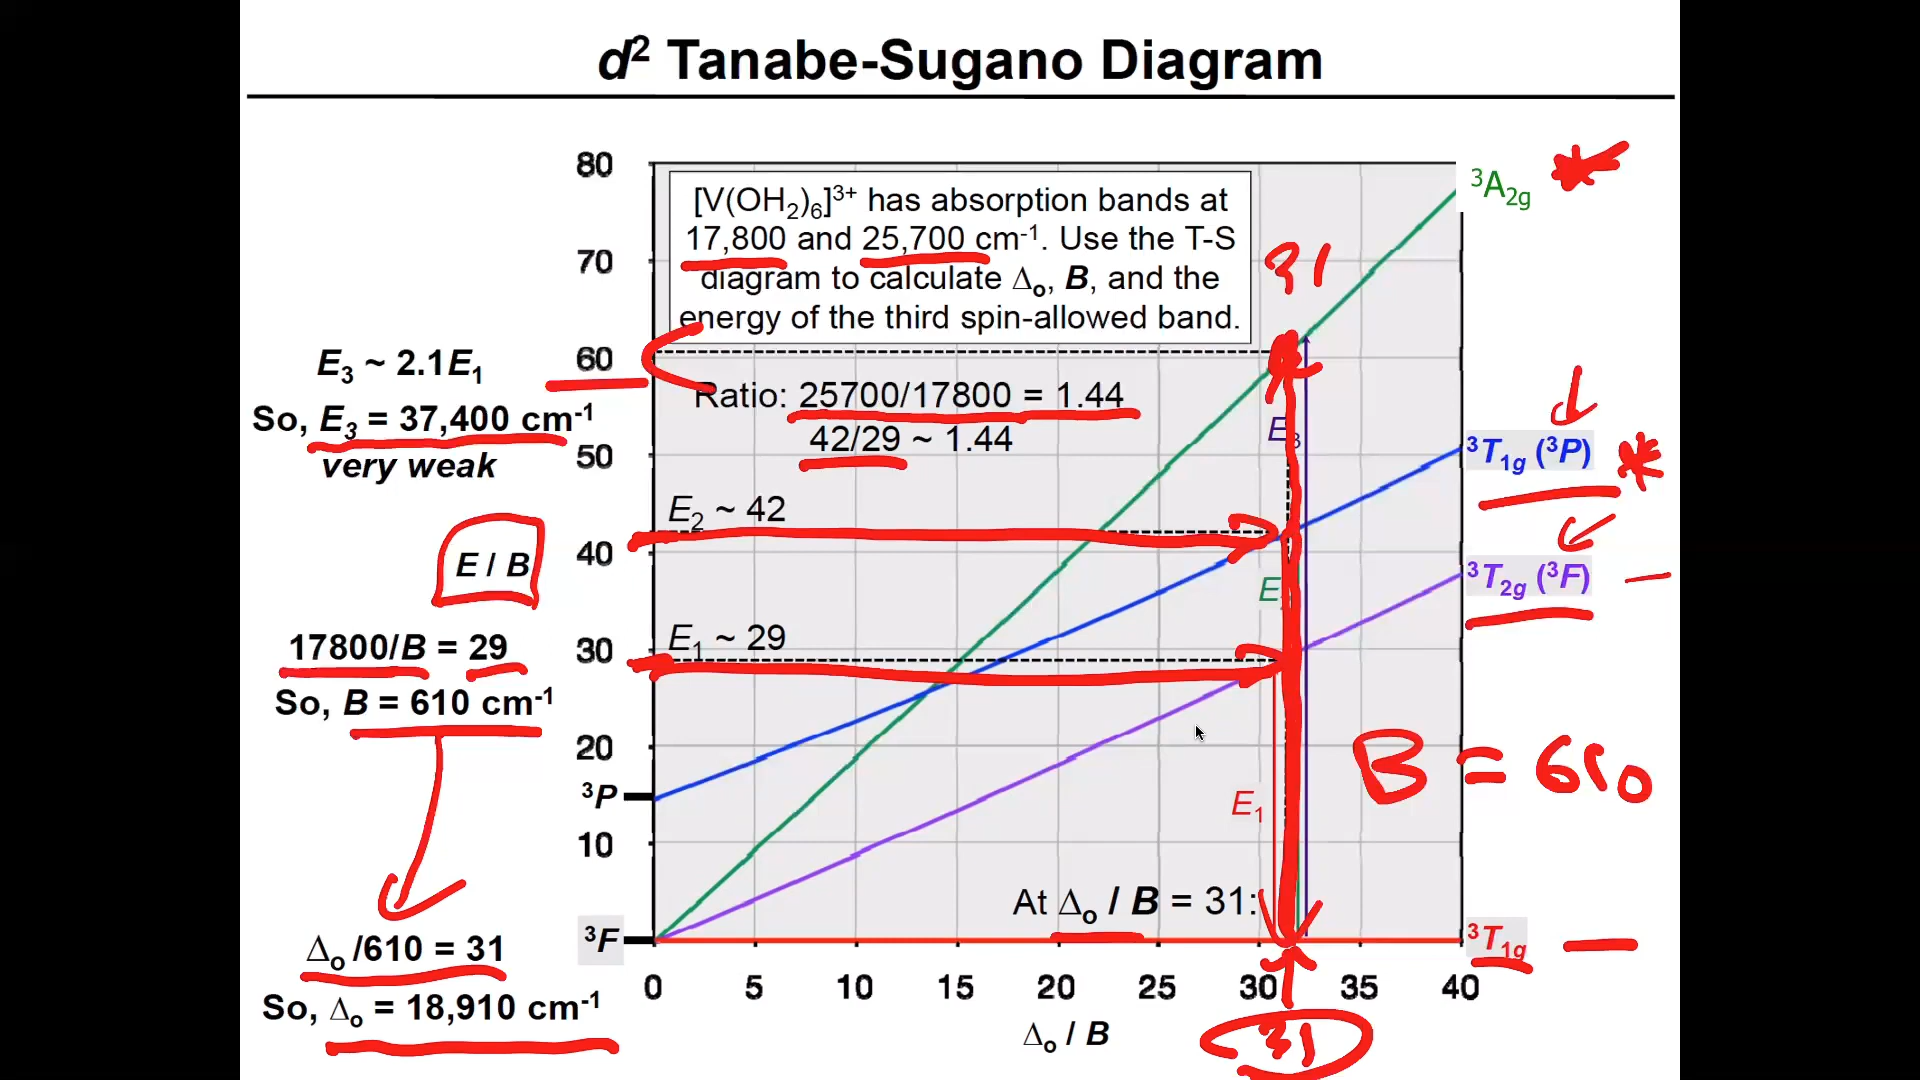 d² Tanabe-Sugano Diagram
80
70
60
50
40
30
20
10
³P
³F
[V(OH₂)₆]³⁺ has absorption bands at
17,800 and 25,700 cm⁻¹. Use the T-S
diagram to calculate Δₒ, B, and the
energy of the third spin-allowed band.
31
Ratio: 25700/17800 = 1.44
42/29 ~ 1.44
E₂ ~ 42
E₁ ~ 29
E₃
E
E₁
At Δₒ / B = 31:
0 5 10 15 20 25 30 35 40
Δₒ / B
31
³A₂g
³T₁g (³P)
³T₂g (³F)
³T₁g
B = 610
E₃ ~ 2.1E₁
So, E₃ = 37,400 cm⁻¹
very weak
E / B
17800/B = 29
So, B = 610 cm⁻¹
Δₒ /610 = 31
So, Δₒ = 18,910 cm⁻¹